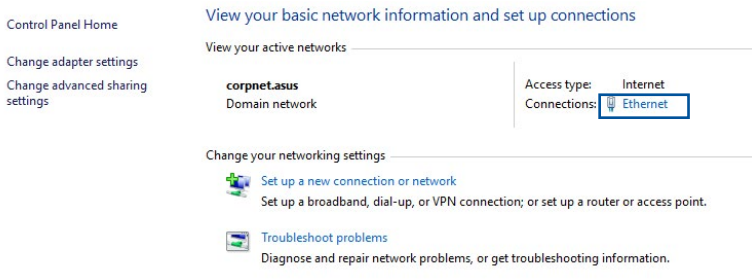 Control Panel Home
Change adapter settings
Change advanced sharing
settings
View your basic network information and set up connections
View your active networks
corpnet.asus
Domain network
Access type: Internet
Connections: Ethernet
Change your networking settings
Set up a new connection or network
Set up a broadband, dial-up, or VPN connection; or set up a router or access point.
Troubleshoot problems
Diagnose and repair network problems, or get troubleshooting information.